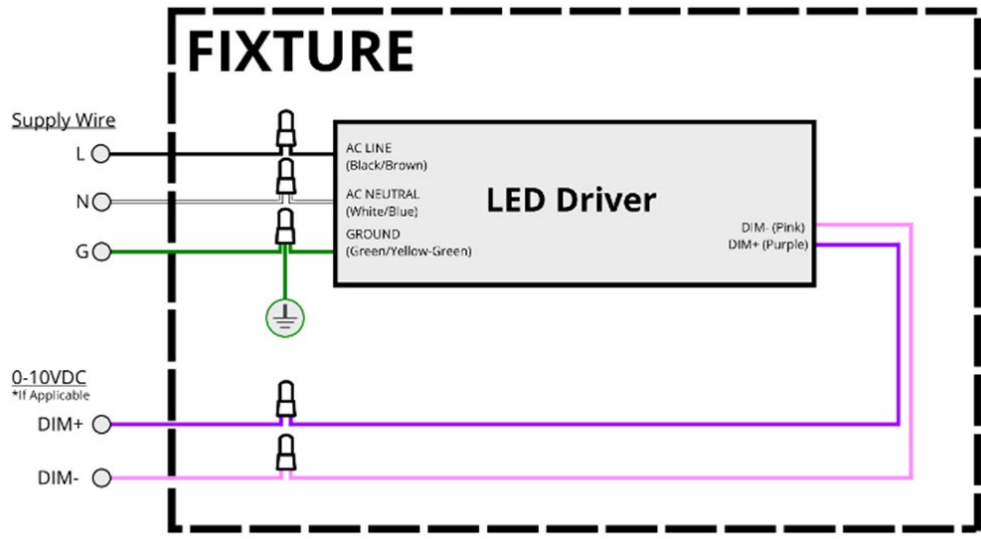 FIXTURE
Supply Wire
L
N
G
AC LINE
(Black/Brown)
AC NEUTRAL
(White/Blue)
GROUND
(Green/Yellow-Green)
LED Driver
DIM- (Pink)
DIM+ (Purple)
0-10VDC
*If Applicable
DIM+
DIM-